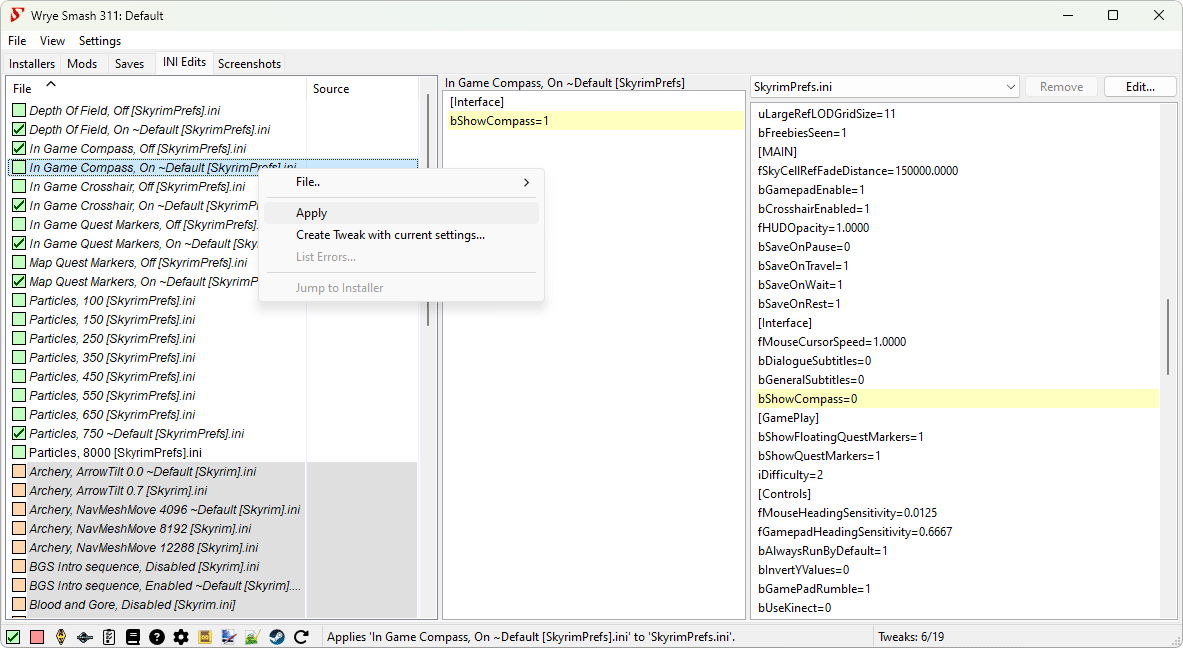 Wrye Smash 311: Default
File View Settings
Installers Mods Saves INI Edits Screenshots
File Source
Depth Of Field, Off [SkyrimPrefs].ini
Depth Of Field, On ~Default [SkyrimPrefs].ini
In Game Compass, Off [SkyrimPrefs].ini
In Game Compass, On ~Default [SkyrimPrefs].ini
In Game Crosshair, Off [SkyrimPrefs].ini
In Game Crosshair, On ~Default [SkyrimPrefs
In Game Quest Markers, Off [SkyrimPrefs].
In Game Quest Markers, On ~Default [Sky
Map Quest Markers, Off [SkyrimPrefs].ini
Map Quest Markers, On ~Default [SkyrimP
Particles, 100 [SkyrimPrefs].ini
Particles, 150 [SkyrimPrefs].ini
Particles, 250 [SkyrimPrefs].ini
Particles, 350 [SkyrimPrefs].ini
Particles, 450 [SkyrimPrefs].ini
Particles, 550 [SkyrimPrefs].ini
Particles, 650 [SkyrimPrefs].ini
Particles, 750 ~Default [SkyrimPrefs].ini
Particles, 8000 [SkyrimPrefs].ini
Archery, ArrowTilt 0.0 ~Default [Skyrim].ini
Archery, ArrowTilt 0.7 [Skyrim].ini
Archery, NavMeshMove 4096 ~Default [Skyrim].ini
Archery, NavMeshMove 8192 [Skyrim].ini
Archery, NavMeshMove 12288 [Skyrim].ini
BGS Intro sequence, Disabled [Skyrim].ini
BGS Intro sequence, Enabled ~Default [Skyrim]....
Blood and Gore, Disabled [Skyrim.ini]
File..
Apply
Create Tweak with current settings...
List Errors...
Jump to Installer
In Game Compass, On ~Default [SkyrimPrefs]
[Interface]
bShowCompass=1
SkyrimPrefs.ini Remove Edit...
uLargeRefLODGridSize=11
bFreebiesSeen=1
[MAIN]
fSkyCellRefFadeDistance=150000.0000
bGamepadEnable=1
bCrosshairEnabled=1
fHUDOpacity=1.0000
bSaveOnPause=0
bSaveOnTravel=1
bSaveOnWait=1
bSaveOnRest=1
[Interface]
fMouseCursorSpeed=1.0000
bDialogueSubtitles=0
bGeneralSubtitles=0
bShowCompass=0
[GamePlay]
bShowFloatingQuestMarkers=1
bShowQuestMarkers=1
iDifficulty=2
[Controls]
fMouseHeadingSensitivity=0.0125
fGamepadHeadingSensitivity=0.6667
bAlwaysRunByDefault=1
bInvertYValues=0
bGamePadRumble=1
bUseKinect=0
Applies 'In Game Compass, On ~Default [SkyrimPrefs].ini' to 'SkyrimPrefs.ini'.
Tweaks: 6/19